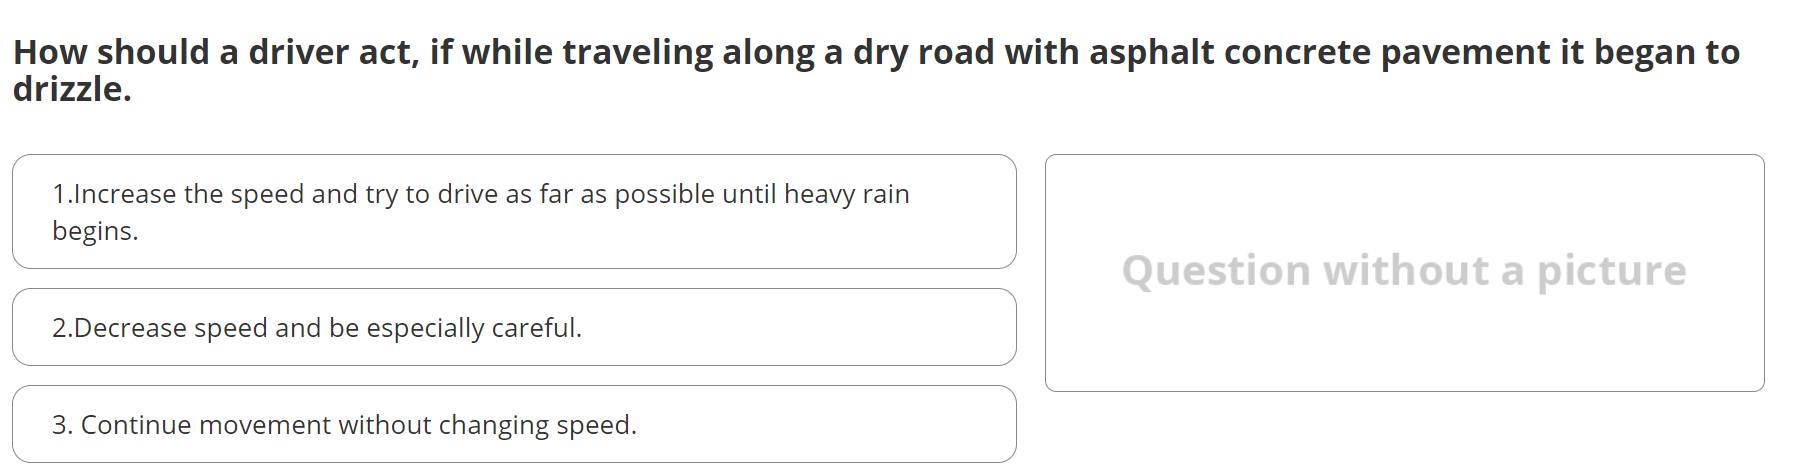 How should a driver act, if while traveling along a dry road with asphalt concrete pavement it began to
drizzle.
1.Increase the speed and try to drive as far as possible until heavy rain
begins.
2.Decrease speed and be especially careful.
3. Continue movement without changing speed.
Question without a picture